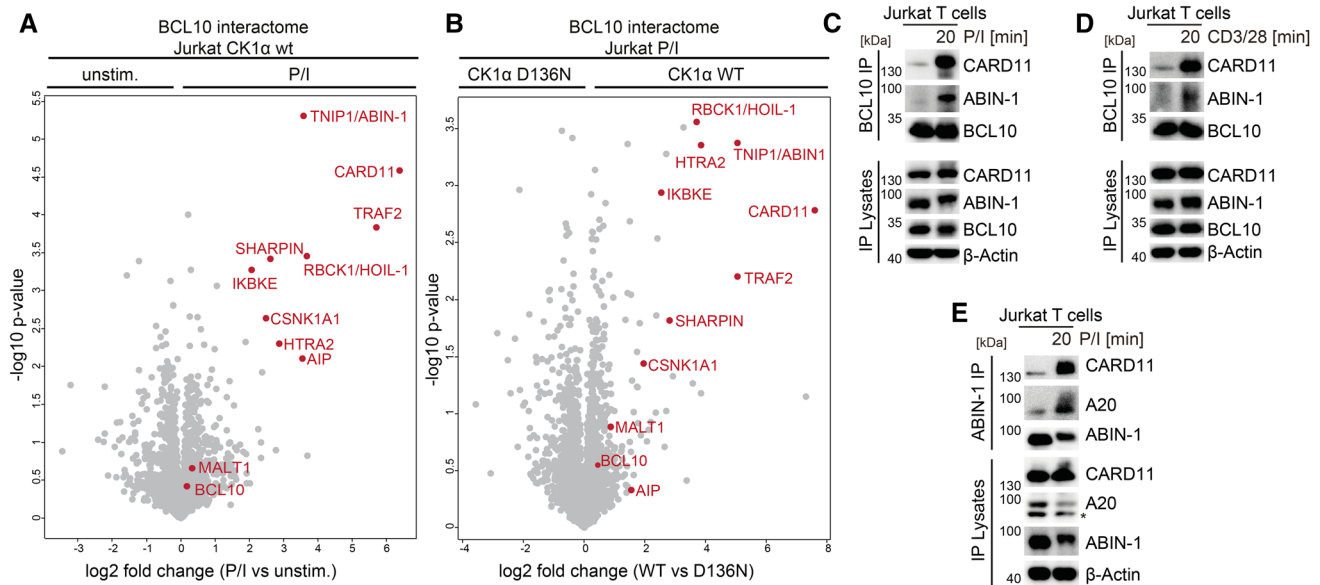 A
BCL10 interactome
Jurkat CK1α wt
unstim.
P/I
5.5
5
4.5
4
3.5
3
2.5
2
1.5
1
0.5
0
-log10 p-value
TNIP1/ABIN-1
CARD11
TRAF2
SHARPIN
RBCK1/HOIL-1
IKBKE
CSNK1A1
HTRA2
AIP
MALT1
BCL10
-3 -2 -1 0 1 2 3 4 5 6
log2 fold change (P/I vs unstim.)
B
BCL10 interactome
Jurkat P/I
CK1α D136N
CK1α WT
3.5
3
2.5
2
1.5
1
0.5
0
-log10 p-value
RBCK1/HOIL-1
HTRA2
TNIP1/ABIN1
IKBKE
CARD11
TRAF2
SHARPIN
CSNK1A1
MALT1
BCL10
AIP
-4 -2 0 2 4 6 8
log2 fold change (WT vs D136N)
C
Jurkat T cells
[kDa] 20 P/I [min]
BCL10 IP
130 CARD11
100 ABIN-1
35 BCL10
IP Lysates
130 CARD11
100 ABIN-1
35 BCL10
40 β-Actin
D
Jurkat T cells
[kDa] 20 CD3/28 [min]
BCL10 IP
130 CARD11
100 ABIN-1
35 BCL10
IP Lysates
130 CARD11
100 ABIN-1
35 BCL10
40 β-Actin
E
Jurkat T cells
[kDa] 20 P/I [min]
ABIN-1 IP
130 CARD11
100 A20
100 ABIN-1
IP Lysates
130 CARD11
100 A20
*
100 ABIN-1
40 β-Actin